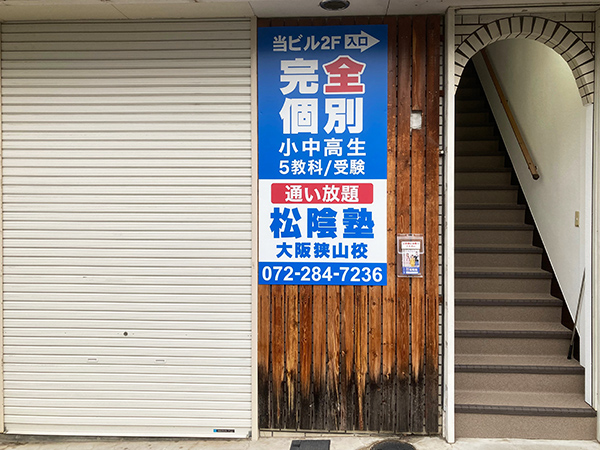 当ビル2F 入口
完全
個別
小中高生
5教科/受験
通い放題
松陰塾
大阪狭山校
072-284-7236